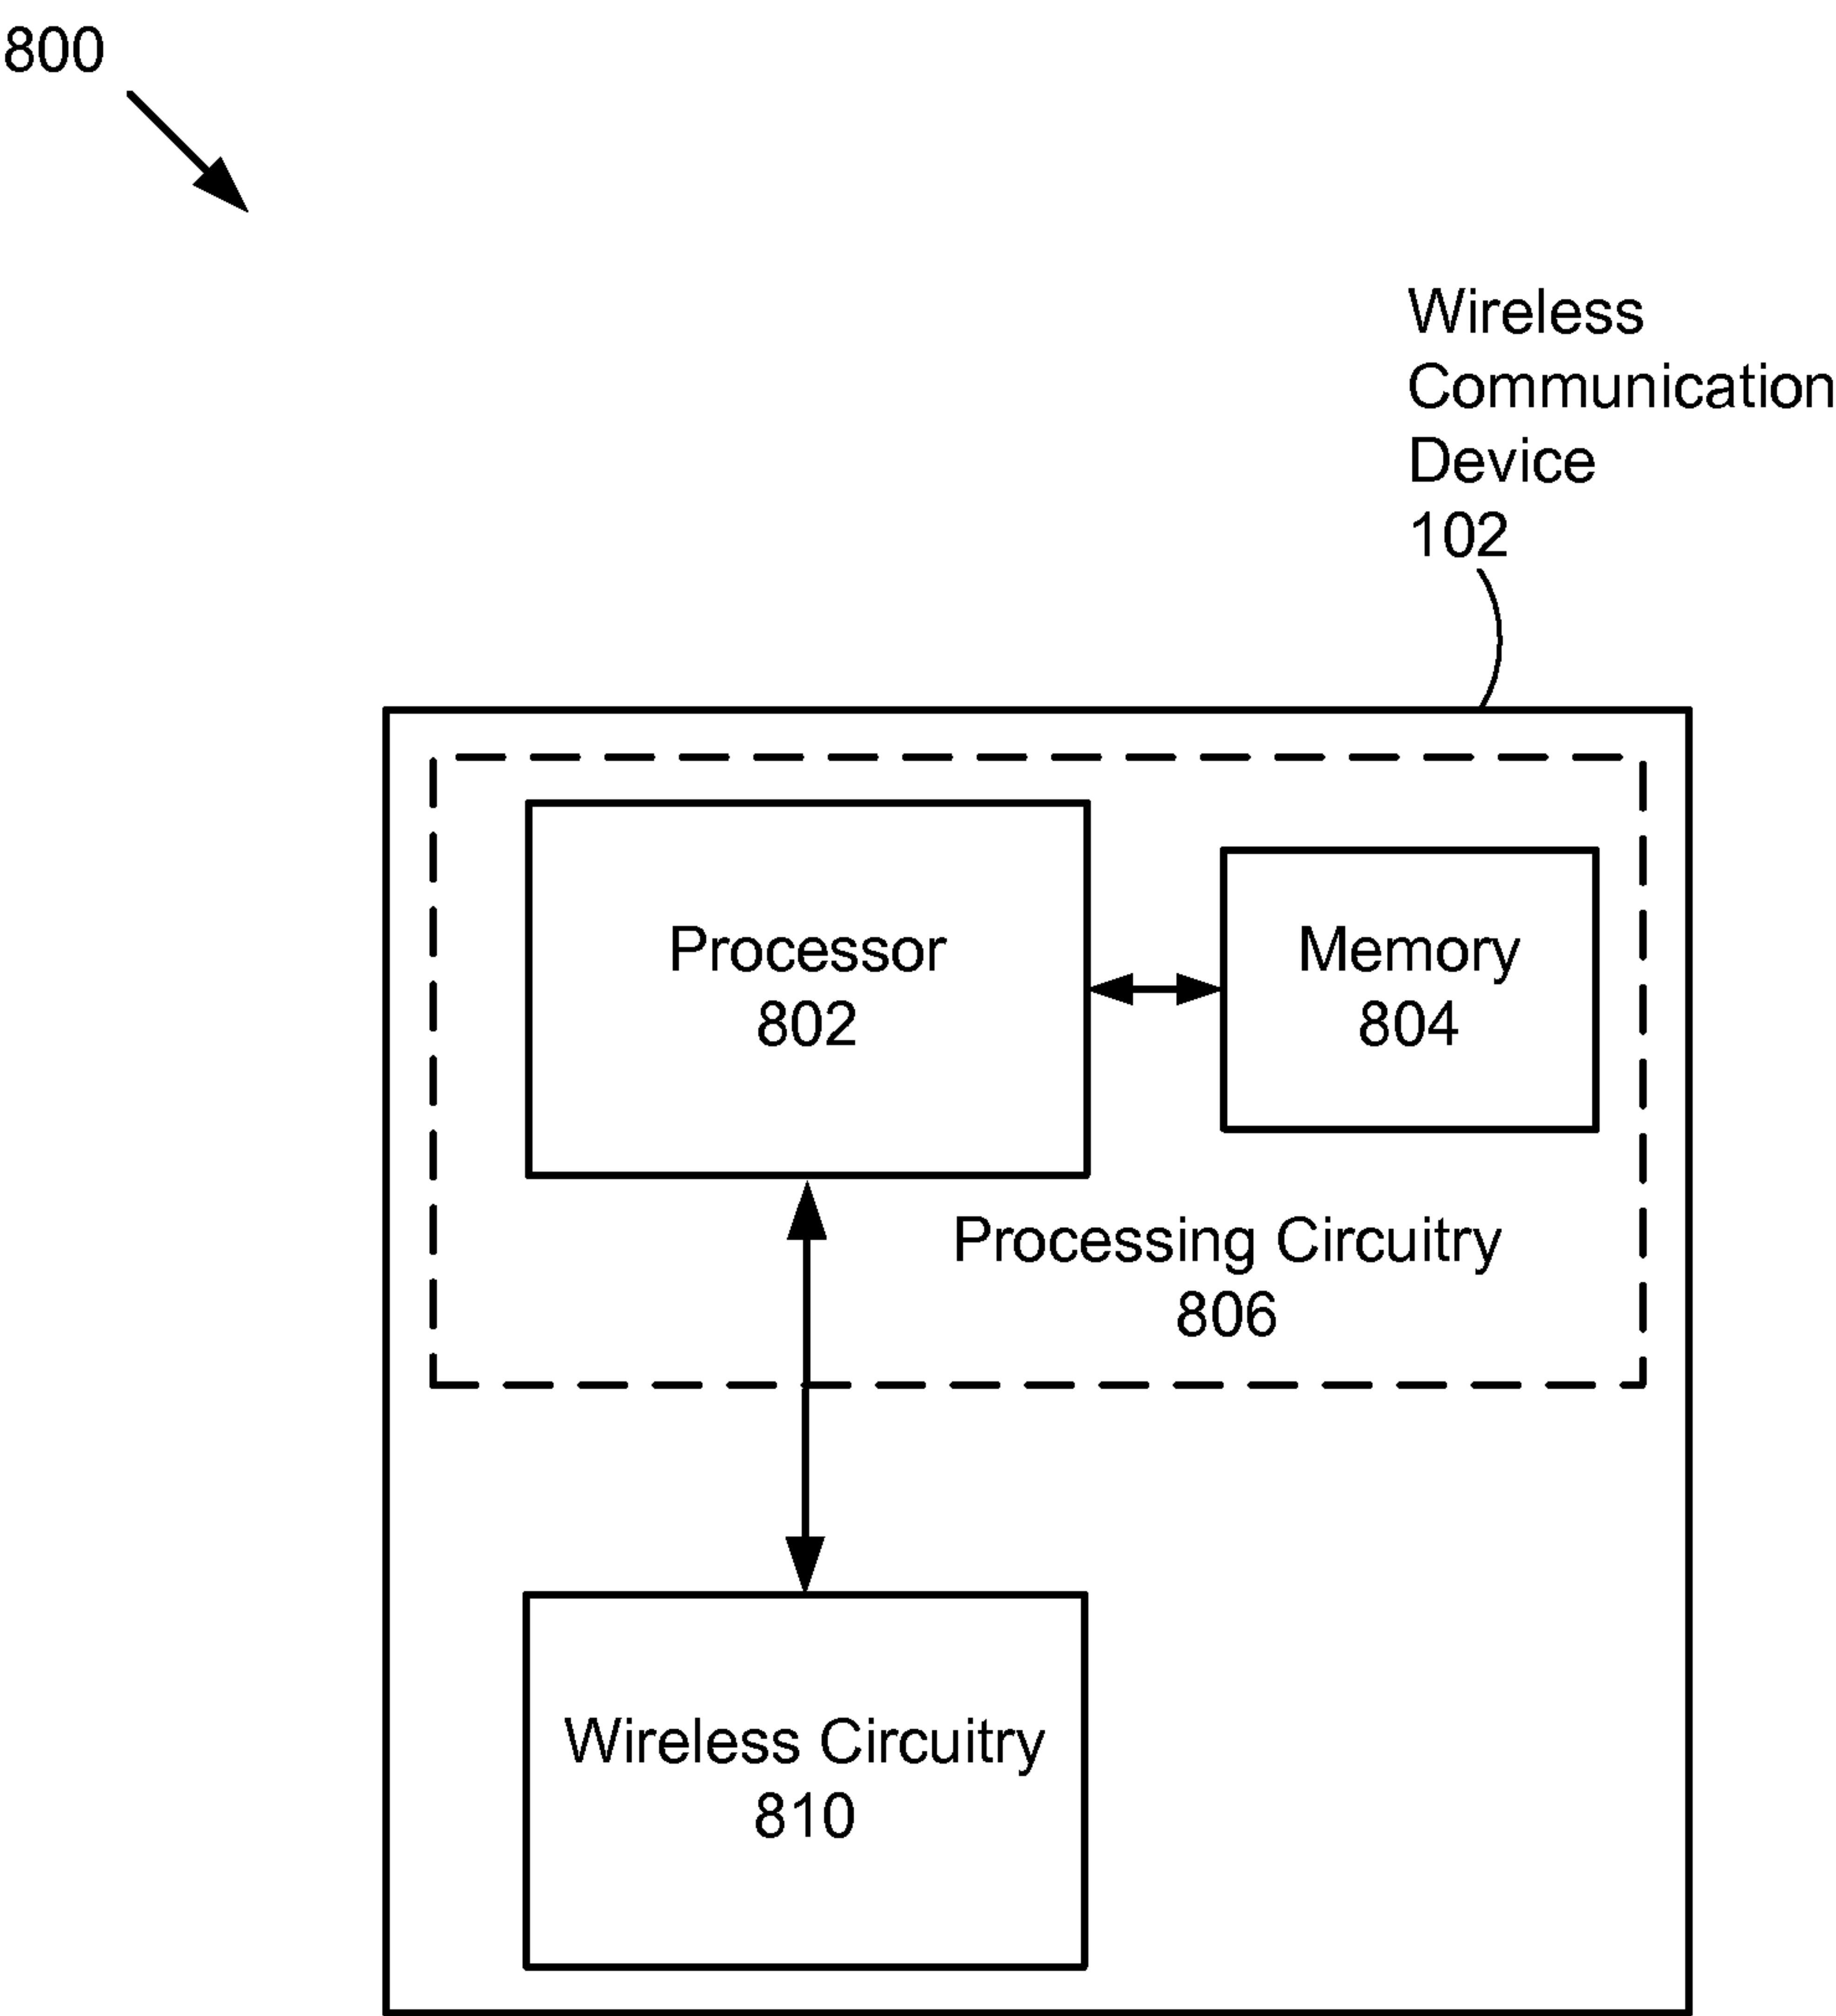 800
Wireless
Communication
Device
102
Processor
802
Memory
804
Processing Circuitry
806
Wireless Circuitry
810